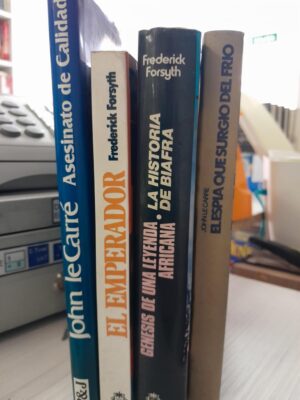 John le Carré Asesinato de Calidad
P&J
Frederick Forsyth
EL EMPERADOR
Frederick
Forsyth
GENESIS DE UNA LEYENDA AFRICANA • LA HISTORIA DE BIAFRA
JOHN LE CARRE
EL ESPIA QUE SURGIO DEL FRIO